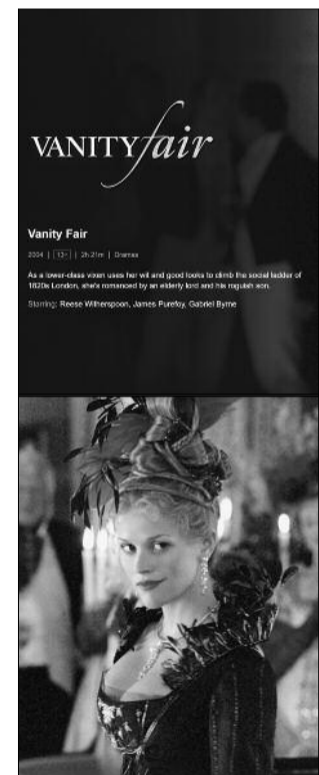 VANITY fair
Vanity Fair
2004 | 13+ | 2h 21m | Dramas
As a lower-class vixen uses her wit and good looks to climb the social ladder of
1820s London, she's romanced by an elderly lord and his roguish son.
Starring: Reese Witherspoon, James Purefoy, Gabriel Byrne